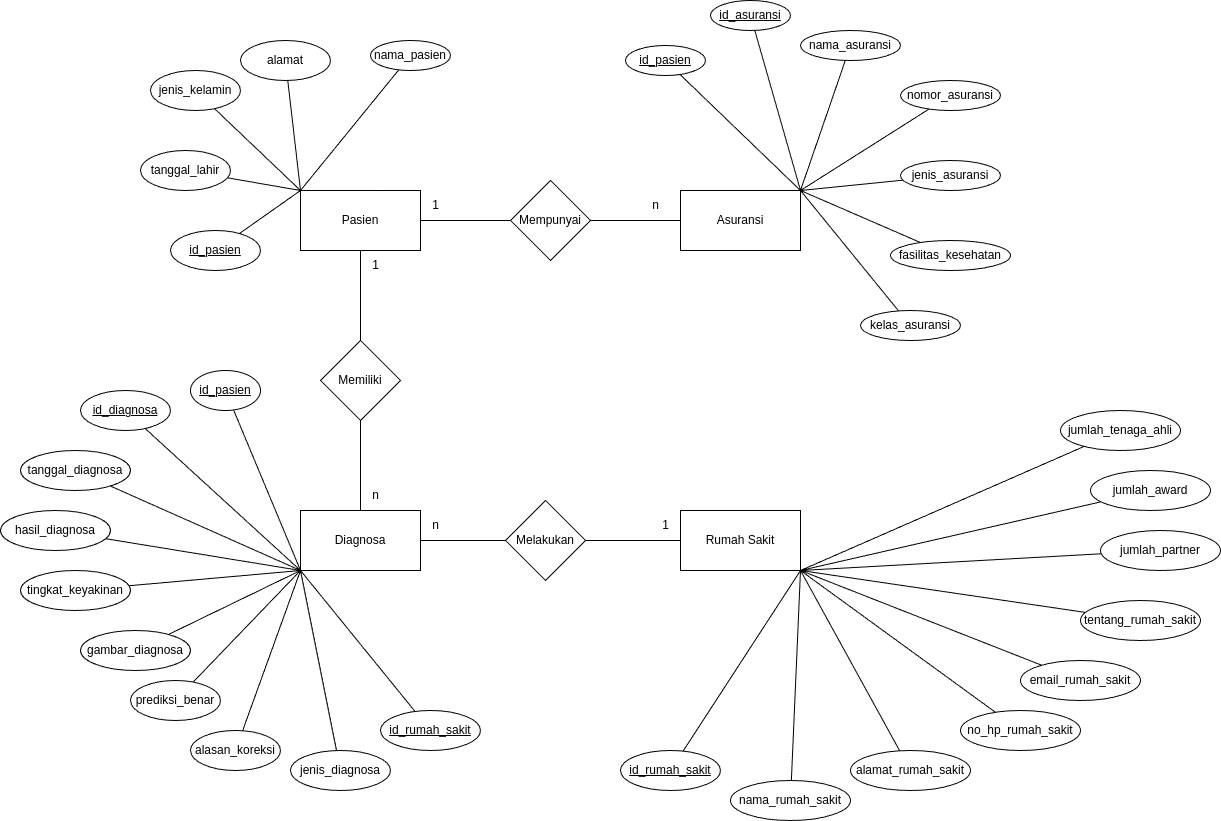 id_asuransi
nama_asuransi
nama_pasien
alamat
id_pasien
jenis_kelamin
nomor_asuransi
tanggal_lahir
jenis_asuransi
Pasien
1
Mempunyai
n
Asuransi
id_pasien
fasilitas_kesehatan
1
kelas_asuransi
Memiliki
id_pasien
id_diagnosa
jumlah_tenaga_ahli
tanggal_diagnosa
jumlah_award
n
hasil_diagnosa
Diagnosa
n
Melakukan
1
Rumah Sakit
jumlah_partner
tingkat_keyakinan
tentang_rumah_sakit
gambar_diagnosa
email_rumah_sakit
prediksi_benar
id_rumah_sakit
no_hp_rumah_sakit
alasan_koreksi
jenis_diagnosa
id_rumah_sakit
alamat_rumah_sakit
nama_rumah_sakit